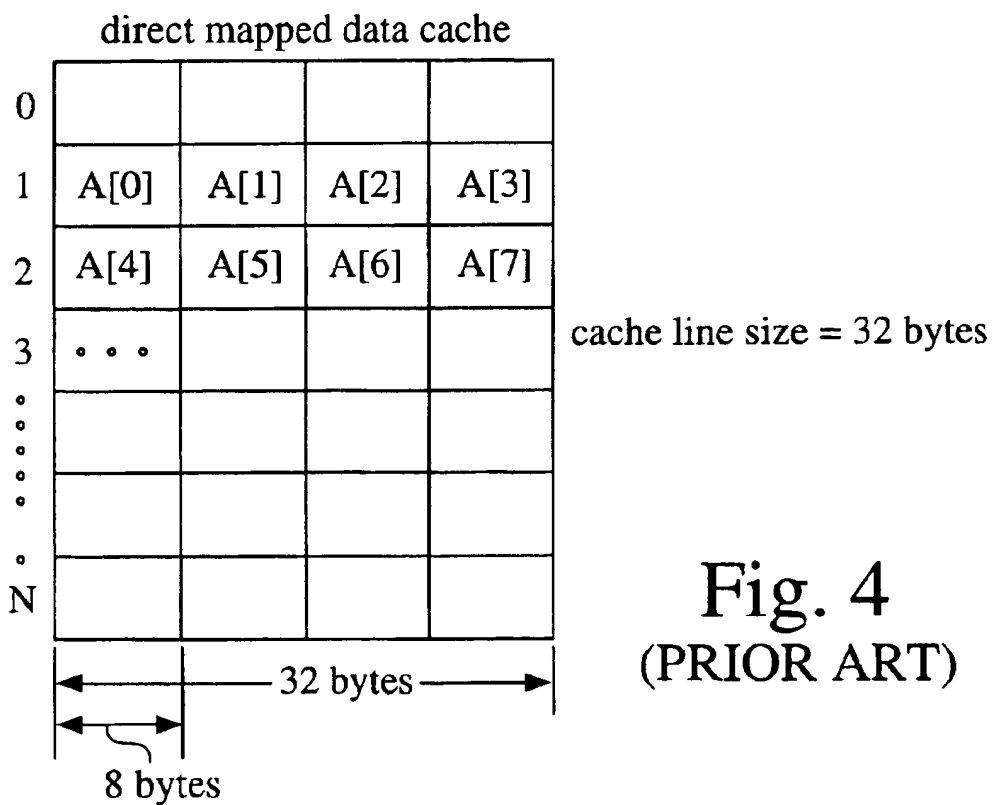 direct mapped data cache
0
1 A[0] A[1] A[2] A[3]
2 A[4] A[5] A[6] A[7]
3 ∘ ∘ ∘
cache line size = 32 bytes
N
Fig. 4
(PRIOR ART)
32 bytes
8 bytes